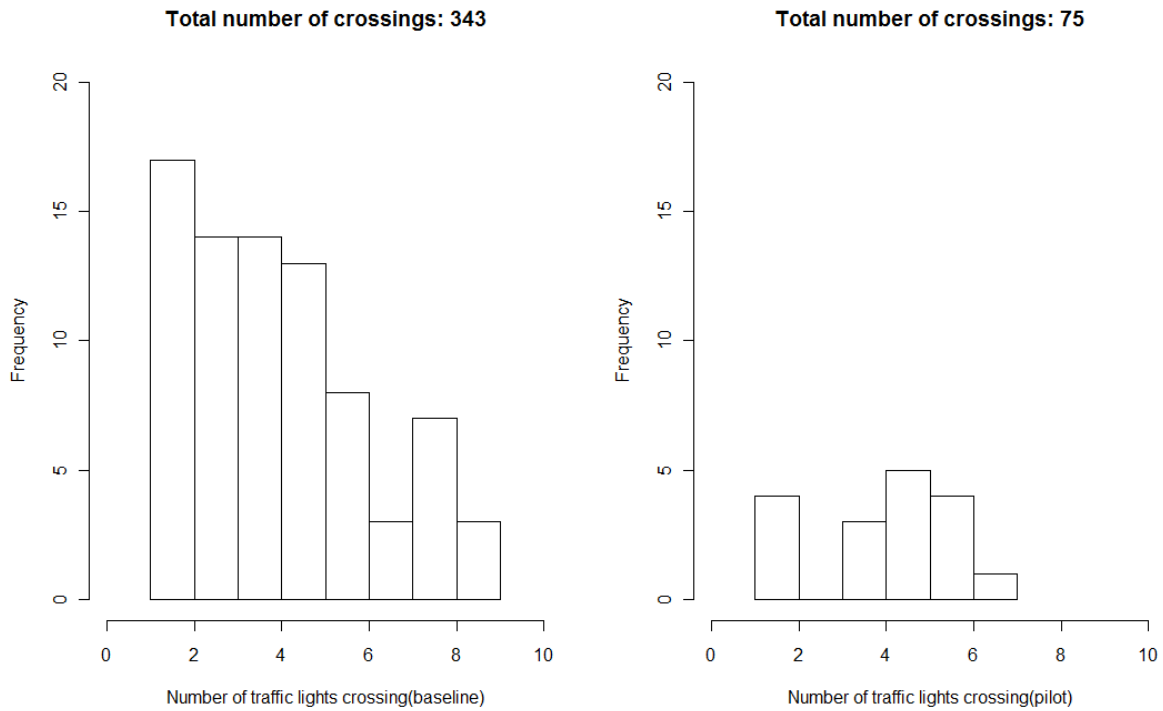 Total number of crossings: 343
20
15
10
5
0
Frequency
0 2 4 6 8 10
Number of traffic lights crossing(baseline)
Total number of crossings: 75
20
15
10
5
0
Frequency
0 2 4 6 8 10
Number of traffic lights crossing(pilot)